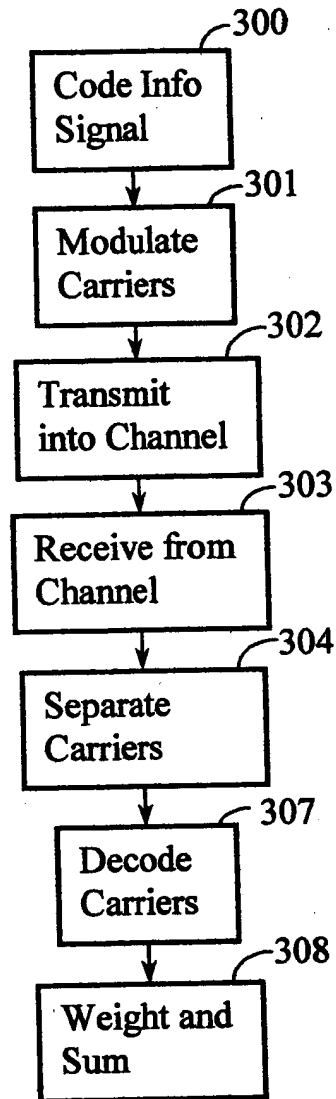 300
Code Info
Signal
301
Modulate
Carriers
302
Transmit
into Channel
303
Receive from
Channel
304
Separate
Carriers
307
Decode
Carriers
308
Weight and
Sum